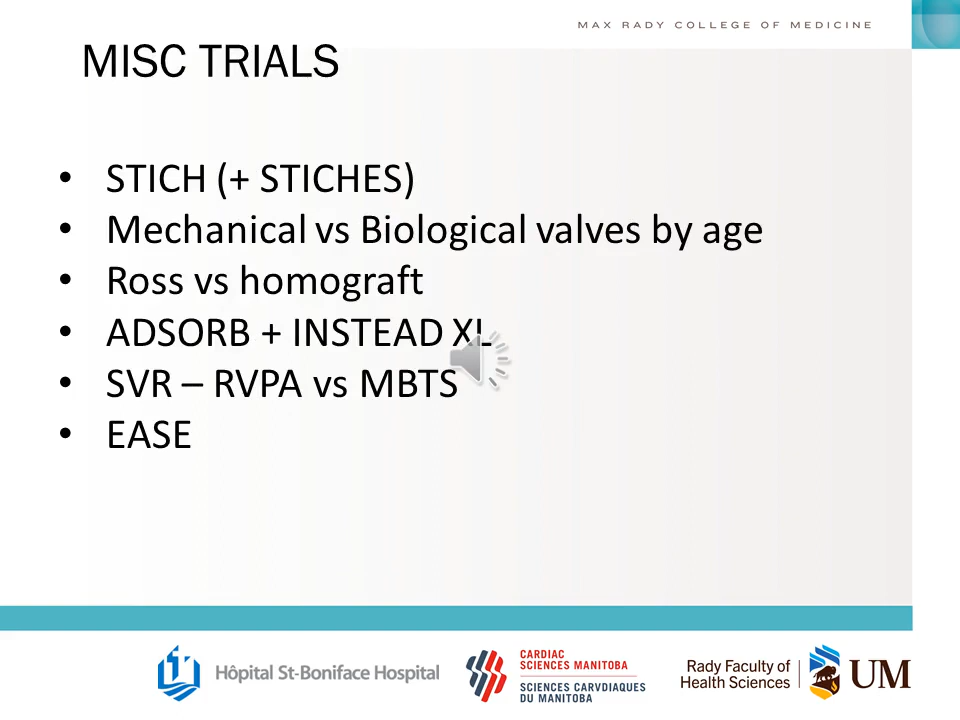 MAX RADY COLLEGE OF MEDICINE
MISC TRIALS
• STICH (+ STICHES)
• Mechanical vs Biological valves by age
• Ross vs homograft
• ADSORB + INSTEAD XL
• SVR – RVPA vs MBTS
• EASE
Hôpital St-Boniface Hospital
CARDIAC
SCIENCES MANITOBA
SCIENCES CARVDIAQUES
DU MANITOBA
Rady Faculty of
Health Sciences
UM